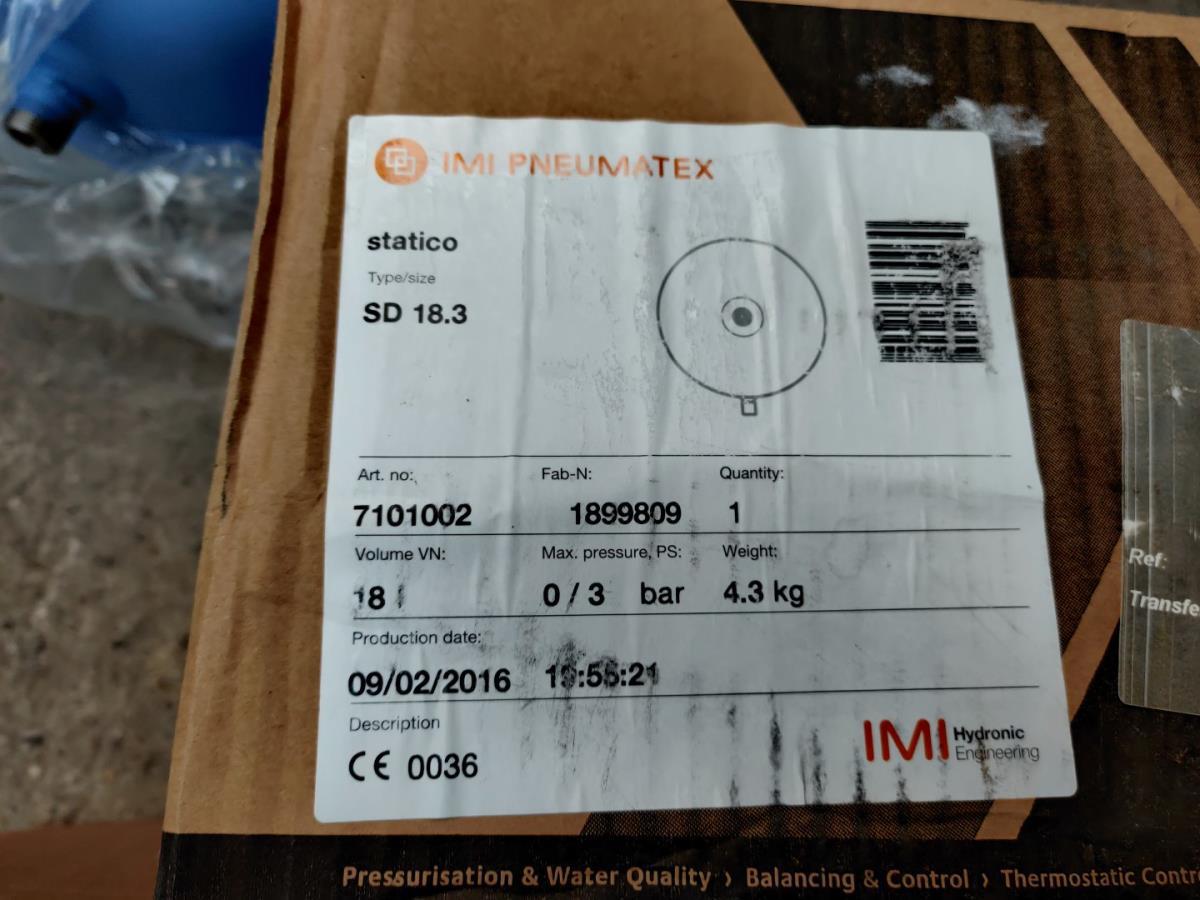 IMI PNEUMATEX
statico
Type/size
SD 18.3
Art. no:
Fab-N:
Quantity:
7101002
1899809
1
Volume VN:
Max. pressure, PS:
Weight:
18 l
0 / 3 bar
4.3 kg
Production date:
09/02/2016
Description
CE 0036
IMI Hydronic
Engineering
Ref:
Pressurisation & Water Quality › Balancing & Control › Thermostatic